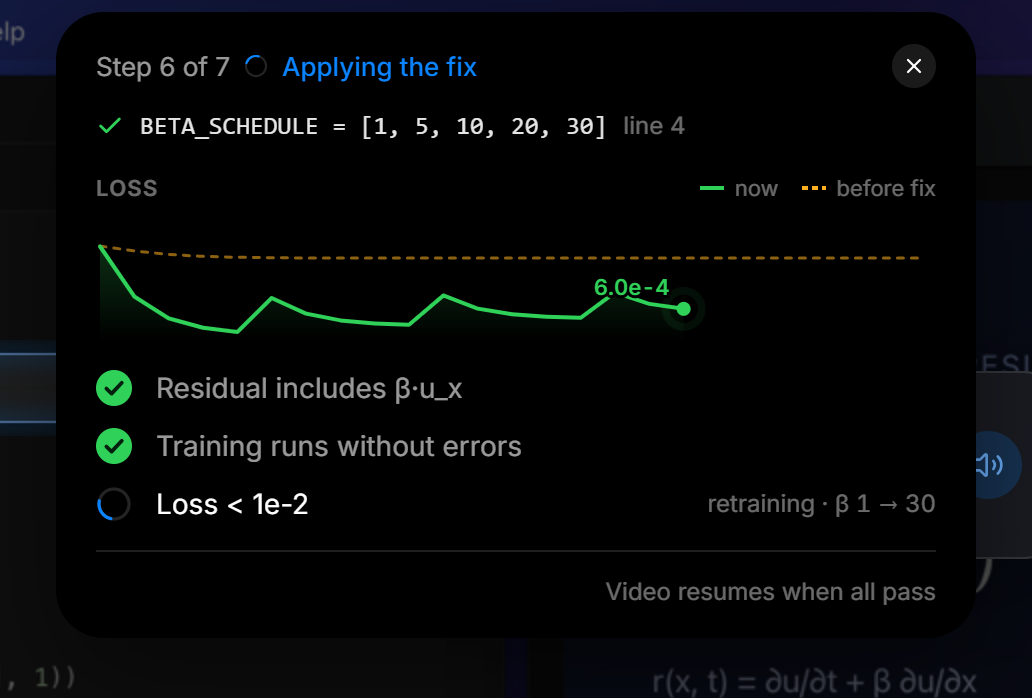 elp
Step 6 of 7 Applying the fix
BETA_SCHEDULE = [1, 5, 10, 20, 30] line 4
LOSS now before fix
6.0e-4
Residual includes β·u_x
Training runs without errors
Loss < 1e-2 retraining · β 1 → 30
Video resumes when all pass
, 1))
r(x, t) = ∂u/∂t + β ∂u/∂x